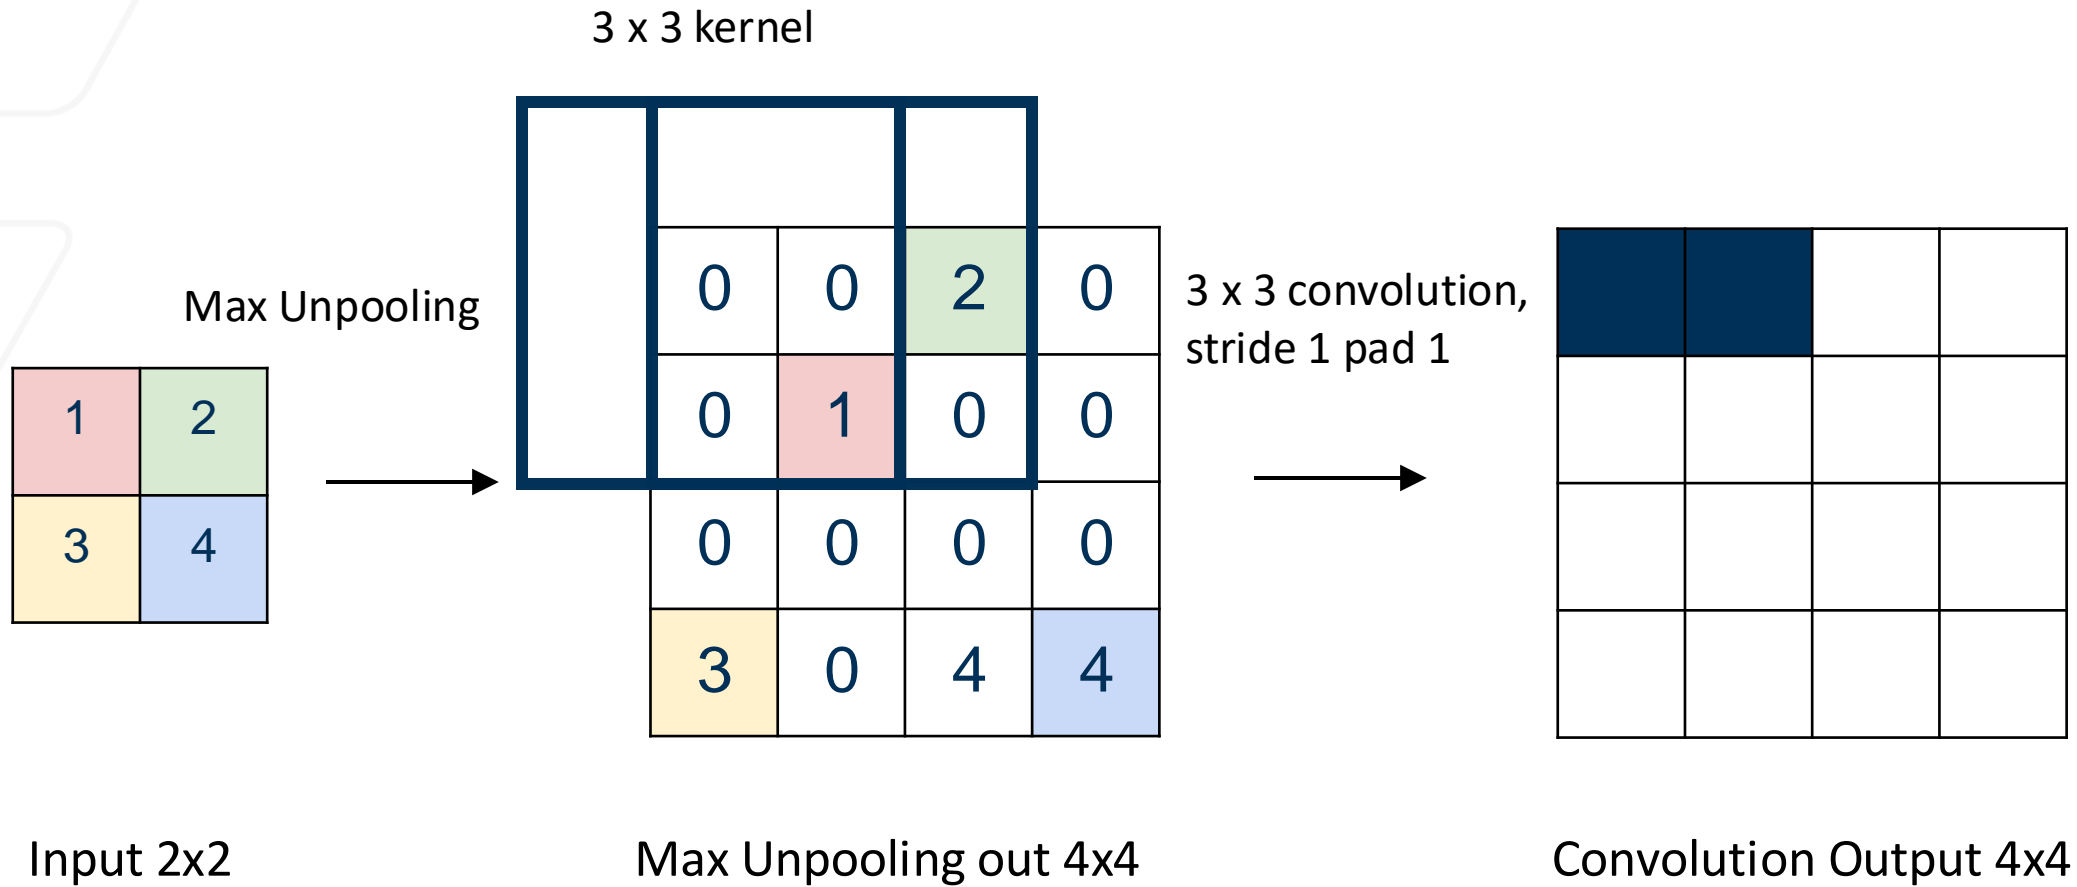 3 x 3 kernel
Max Unpooling
1 2
3 4
0 0 2 0
0 1 0 0
0 0 0 0
3 0 4 4
3 x 3 convolution,
stride 1 pad 1
Input 2x2
Max Unpooling out 4x4
Convolution Output 4x4